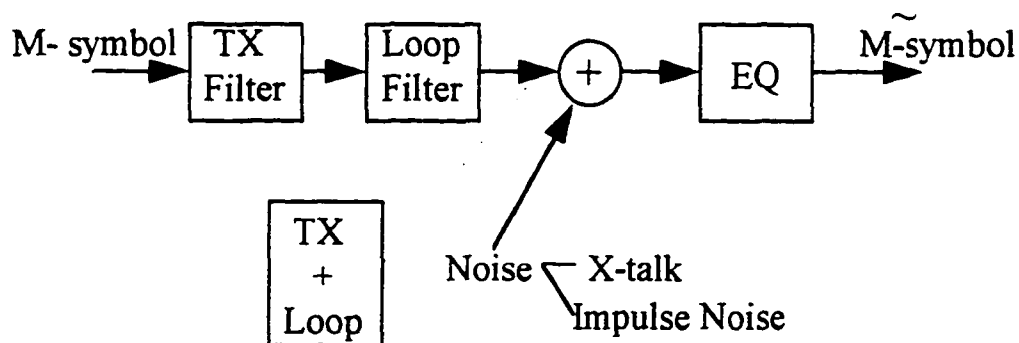 M- symbol
TX
Filter
Loop
Filter
+
EQ
M̃-symbol
TX
+
Loop
Noise
X-talk
Impulse Noise